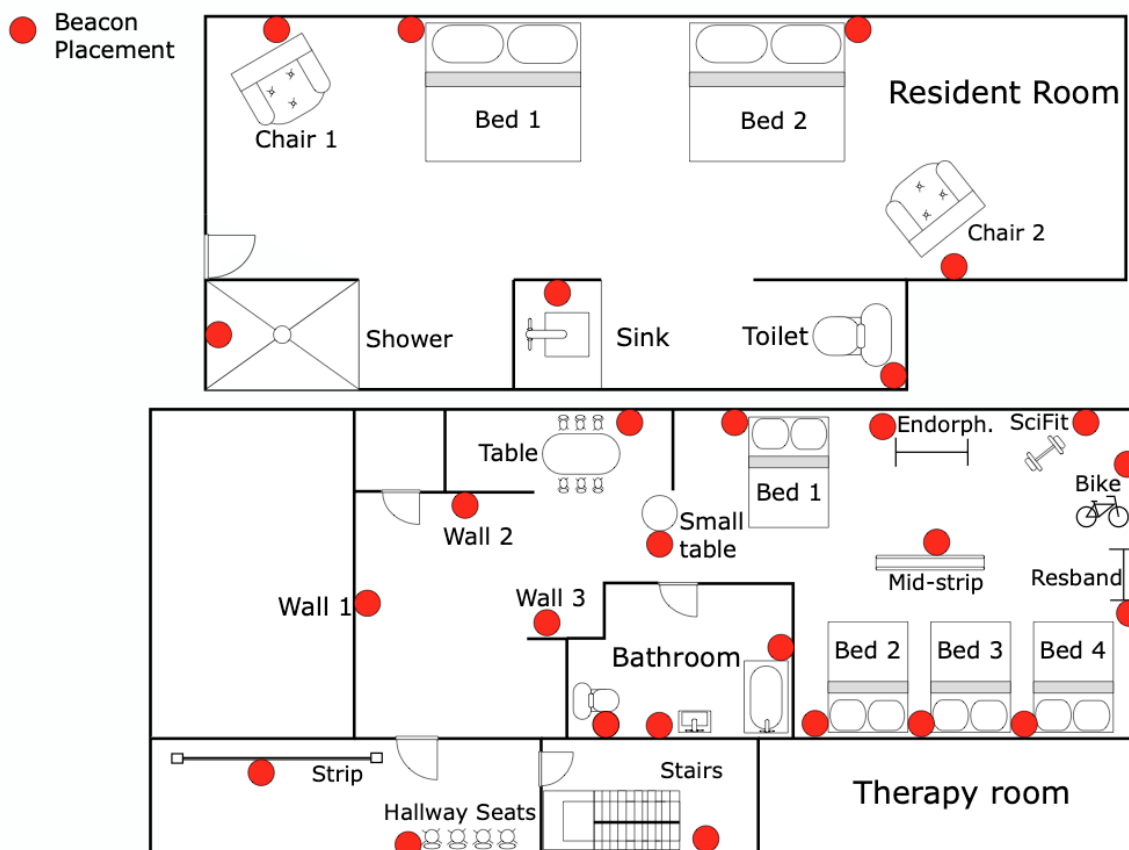 Beacon
Placement
Resident Room
Bed 1
Bed 2
Chair 1
Chair 2
Shower
Sink
Toilet
Table
Endorph.
SciFit
Bike
Bed 1
Small
table
Wall 2
Mid-strip
Resband
Wall 1
Wall 3
Bathroom
Bed 2
Bed 3
Bed 4
Strip
Stairs
Hallway Seats
Therapy room